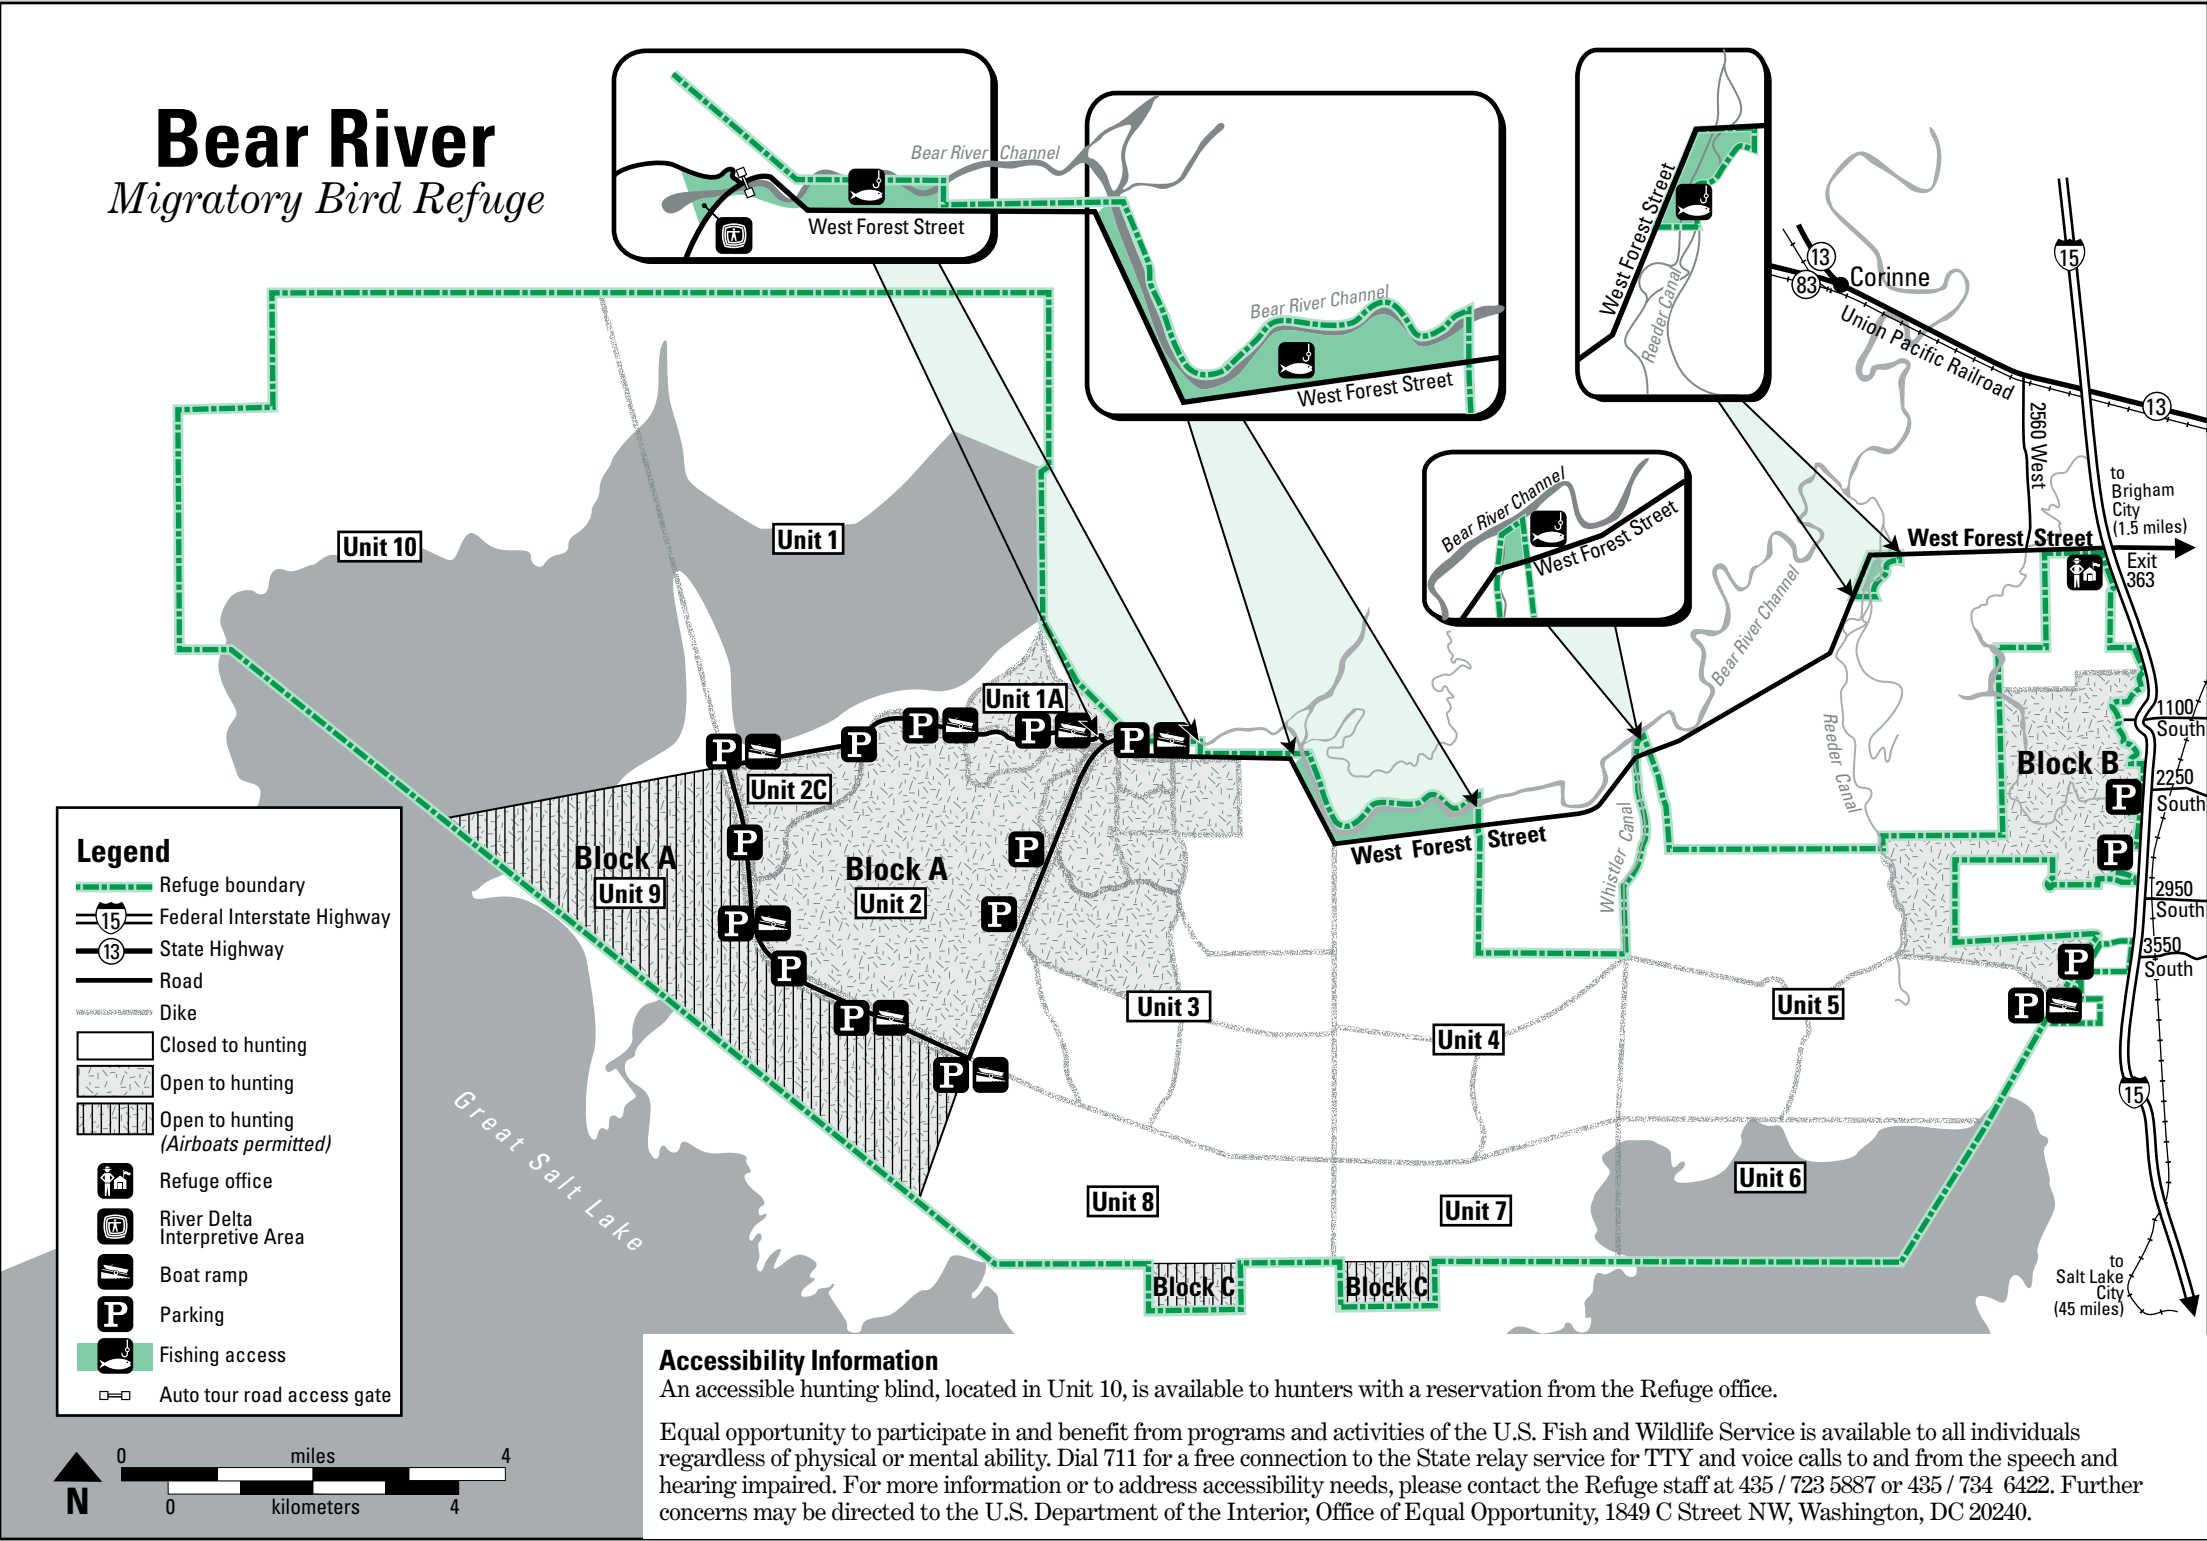 Bear River
Migratory Bird Refuge
Bear River Channel
West Forest Street
Bear River Channel
West Forest Street
West Forest Street
Reeder Canal
Bear River Channel
West Forest Street
13
83
Corinne
Union Pacific Railroad
15
13
2560 West
to
Brigham
City
(1.5 miles)
West Forest Street
Exit
363
Unit 10
Unit 1
Unit 1A
P
P
P
P
P
Unit 2C
Bear River Channel
Reeder Canal
Whistler Canal
West Forest Street
1100
South
2250
South
2950
South
3550
South
Block B
P
P
P
P
Block A
Unit 9
Block A
Unit 2
P
P
P
P
P
P
P
Unit 3
Unit 4
Unit 5
15
Unit 6
Unit 7
Unit 8
Block C
Block C
Great Salt Lake
to
Salt Lake
City
(45 miles)
Legend
Refuge boundary
15 Federal Interstate Highway
13 State Highway
Road
Dike
Closed to hunting
Open to hunting
Open to hunting
(Airboats permitted)
Refuge office
River Delta
Interpretive Area
Boat ramp
P Parking
Fishing access
Auto tour road access gate
N
0 miles 4
0 kilometers 4
Accessibility Information
An accessible hunting blind, located in Unit 10, is available to hunters with a reservation from the Refuge office.
Equal opportunity to participate in and benefit from programs and activities of the U.S. Fish and Wildlife Service is available to all individuals
regardless of physical or mental ability. Dial 711 for a free connection to the State relay service for TTY and voice calls to and from the speech and
hearing impaired. For more information or to address accessibility needs, please contact the Refuge staff at 435 / 723 5887 or 435 / 734 6422. Further
concerns may be directed to the U.S. Department of the Interior, Office of Equal Opportunity, 1849 C Street NW, Washington, DC 20240.